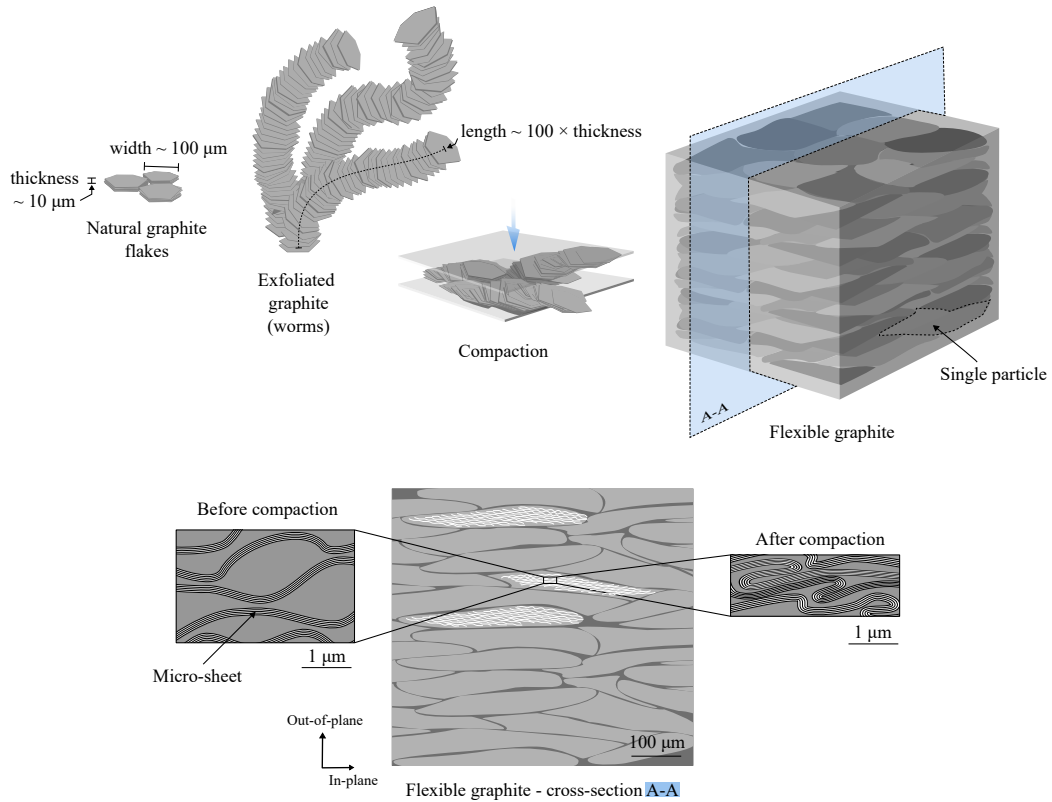 width ~ 100 μm
thickness
~ 10 μm
Natural graphite
flakes
length ~ 100 × thickness
Exfoliated
graphite
(worms)
Compaction
A-A
Single particle
Flexible graphite
Before compaction
After compaction
1 μm
1 μm
Micro-sheet
Out-of-plane
In-plane
100 μm
Flexible graphite - cross-section A-A